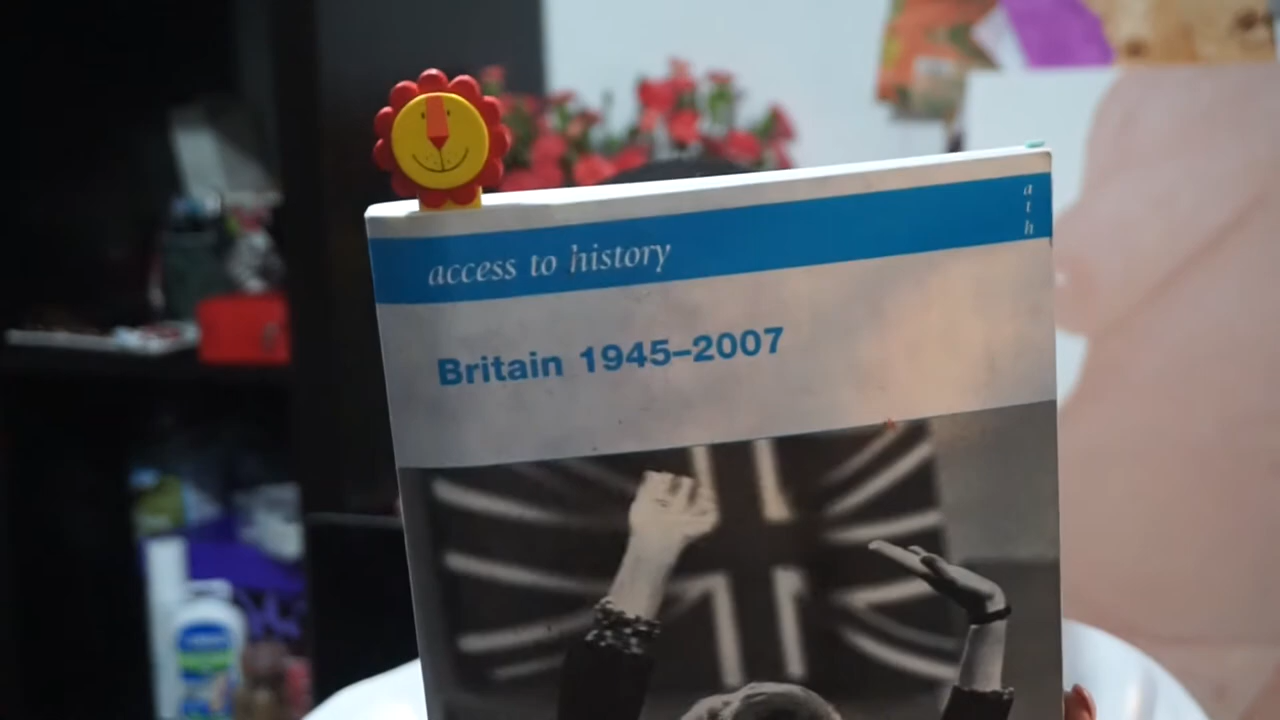 access to history
a
t
h
Britain 1945–2007